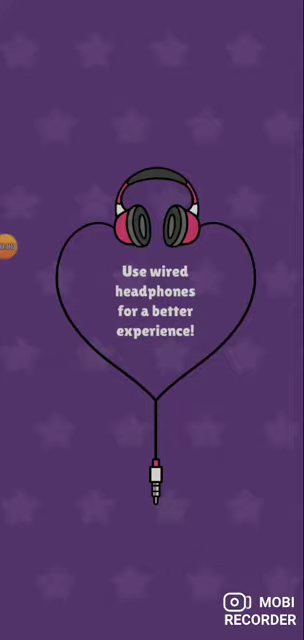 Use wired
headphones
for a better
experience!
MOBI
RECORDER